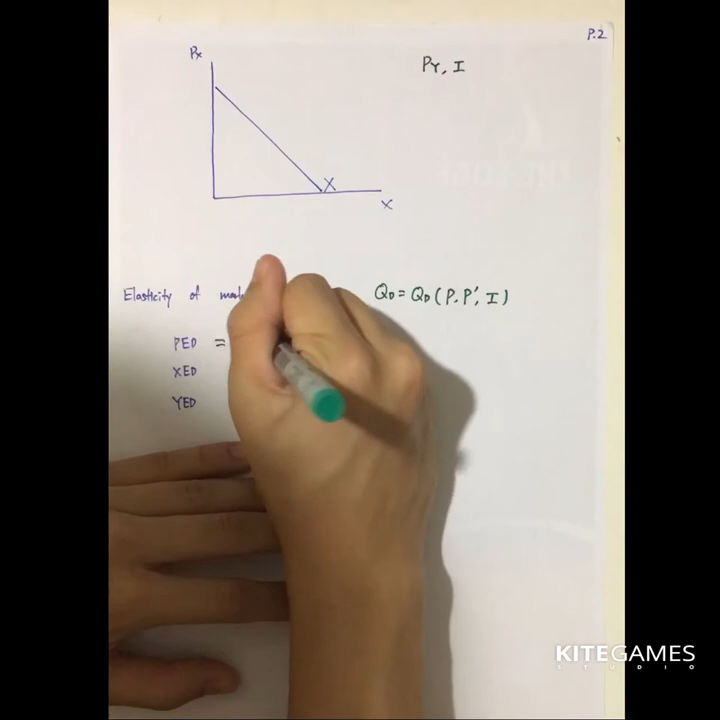 P.2
Px
PY, I
X
X
Elasticity of QD = QD (P, P', I)
PED =
XED
YED
KITEGAMES
STUDIO